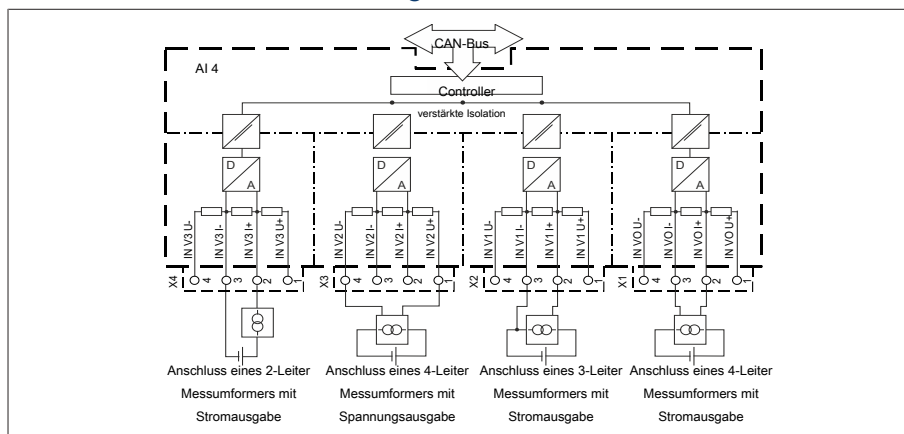 CAN-Bus
AI 4
Controller
verstärkte Isolation
D
A
D
A
D
A
D
A
IN V3 U-
IN V3 I-
IN V3 I+
IN V3 U+
IN V2 U-
IN V2 I-
IN V2 I+
IN V2 U+
IN V1 U-
IN V1 I-
IN V1 I+
IN V1 U+
IN VO U-
IN VO I-
IN VO I+
IN VO U+
X4
4
3
2
1
X3
4
3
2
1
X2
4
3
2
1
X1
4
3
2
1
Anschluss eines 2-Leiter
Messumformers mit
Stromausgabe
Anschluss eines 4-Leiter
Messumformers mit
Spannungsausgabe
Anschluss eines 3-Leiter
Messumformers mit
Stromausgabe
Anschluss eines 4-Leiter
Messumformers mit
Stromausgabe